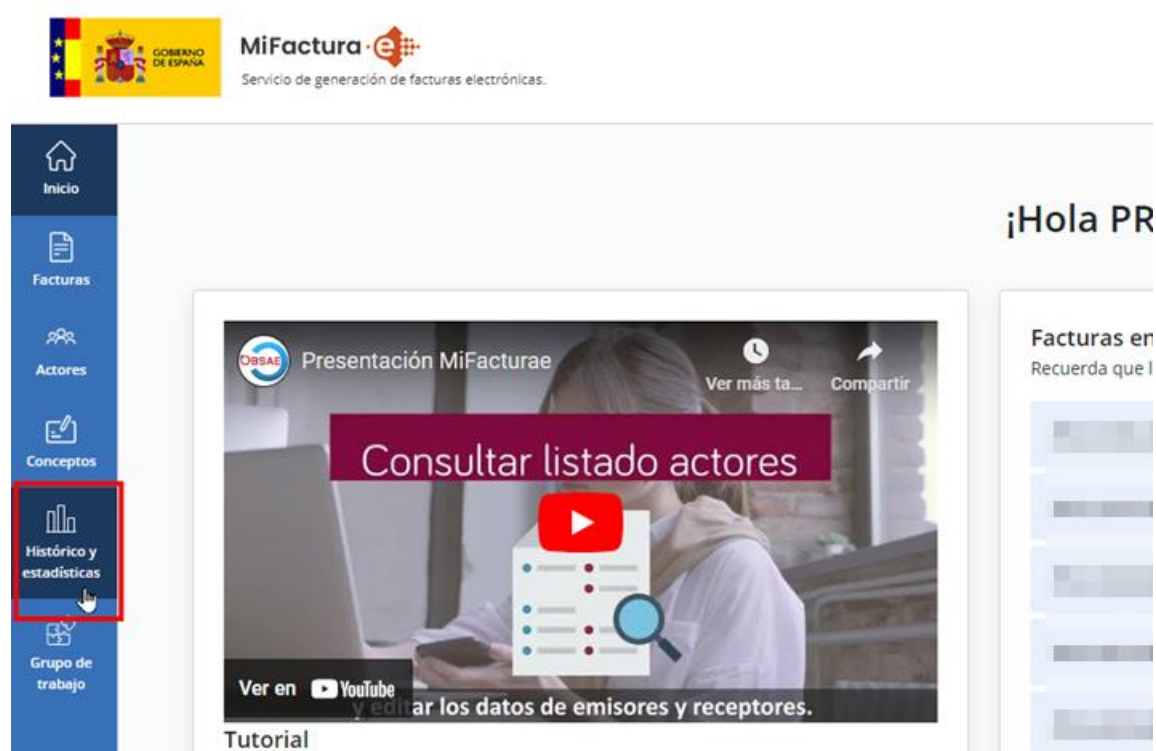 GOBIERNO
DE ESPAÑA
MiFactura e
Servicio de generación de facturas electrónicas.
Inicio
Facturas
Actores
Conceptos
Histórico y
estadísticas
Grupo de
trabajo
¡Hola PR
OBSAE
Presentación MiFacturae
Ver más ta...
Compartir
Consultar listado actores
Ver en YouTube
y editar los datos de emisores y receptores.
Tutorial
Facturas en
Recuerda que l